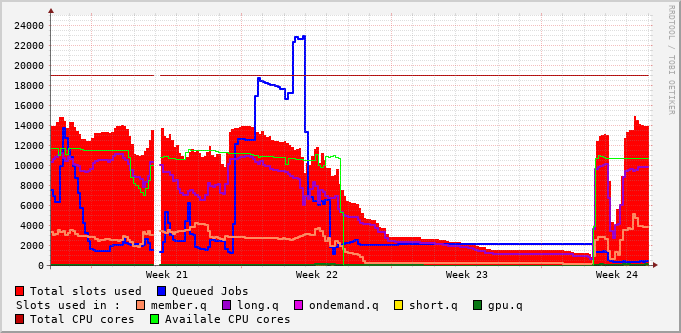 RRDTOOL / TOBI OETIKER
24000
22000
20000
18000
16000
14000
12000
10000
8000
6000
4000
2000
0
Week 21 Week 22 Week 23 Week 24
Total slots used Queued Jobs
Slots used in : member.q long.q ondemand.q short.q gpu.q
Total CPU cores Availale CPU cores